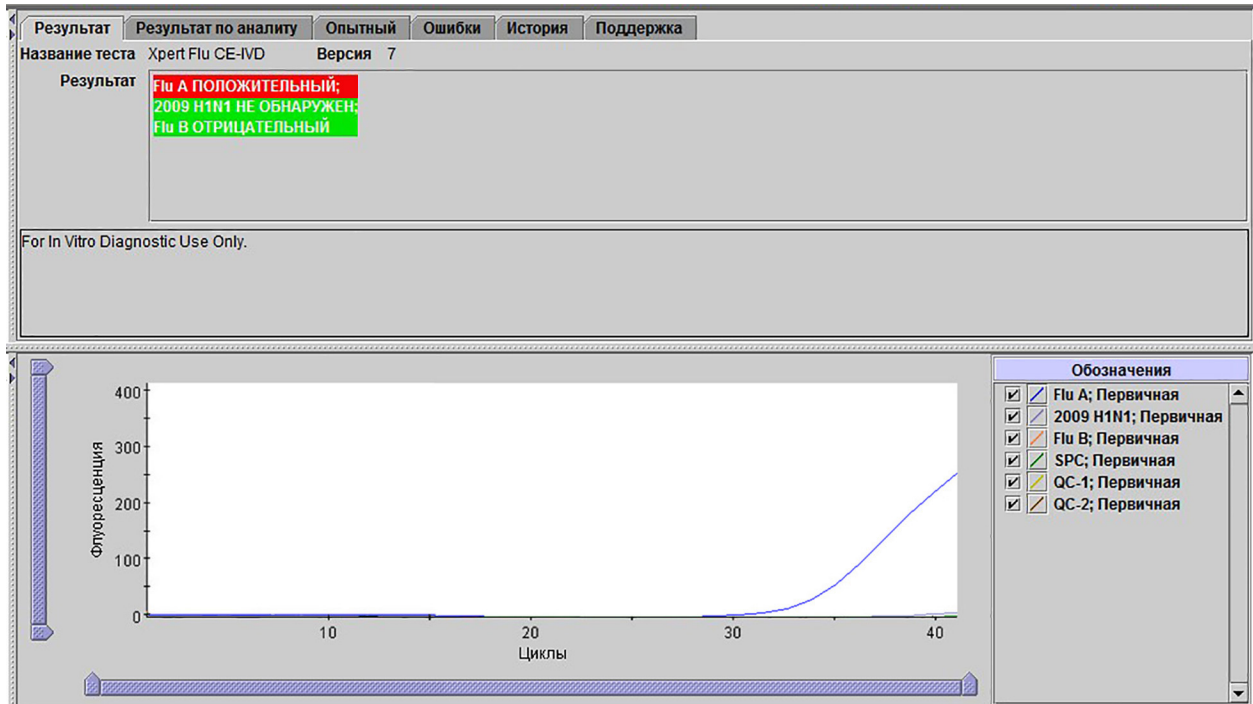 Результат Результат по аналиту Опытный Ошибки История Поддержка
Название теста Xpert Flu CE-IVD Версия 7
Результат
Flu A ПОЛОЖИТЕЛЬНЫЙ;
2009 H1N1 НЕ ОБНАРУЖЕН;
Flu B ОТРИЦАТЕЛЬНЫЙ
For In Vitro Diagnostic Use Only.
400
300
200
100
0
Флуоресценция
10 20 30 40
Циклы
Обозначения
Flu A; Первичная
2009 H1N1; Первичная
Flu B; Первичная
SPC; Первичная
QC-1; Первичная
QC-2; Первичная